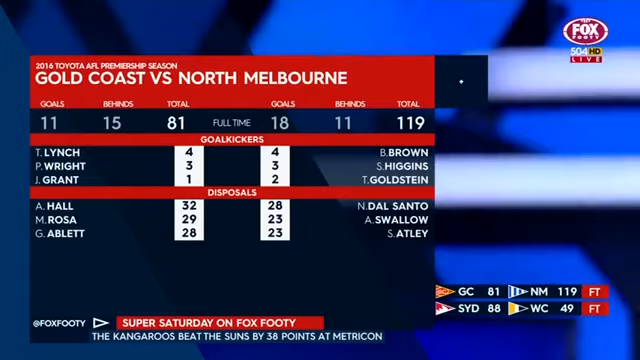 FOX
FOOTY
504 HD
LIVE
2016 TOYOTA AFL PREMIERSHIP SEASON
GOLD COAST VS NORTH MELBOURNE
GOALS BEHINDS TOTAL GOALS BEHINDS TOTAL
11 15 81 FULL TIME 18 11 119
GOALKICKERS
T.LYNCH 4 4 B.BROWN
P.WRIGHT 3 3 S.HIGGINS
J.GRANT 1 2 T.GOLDSTEIN
DISPOSALS
A.HALL 32 28 N.DAL SANTO
M.ROSA 29 23 A.SWALLOW
G.ABLETT 28 23 S.ATLEY
GC 81 NM 119 FT
SYD 88 WC 49 FT
@FOXFOOTY SUPER SATURDAY ON FOX FOOTY
THE KANGAROOS BEAT THE SUNS BY 38 POINTS AT METRICON